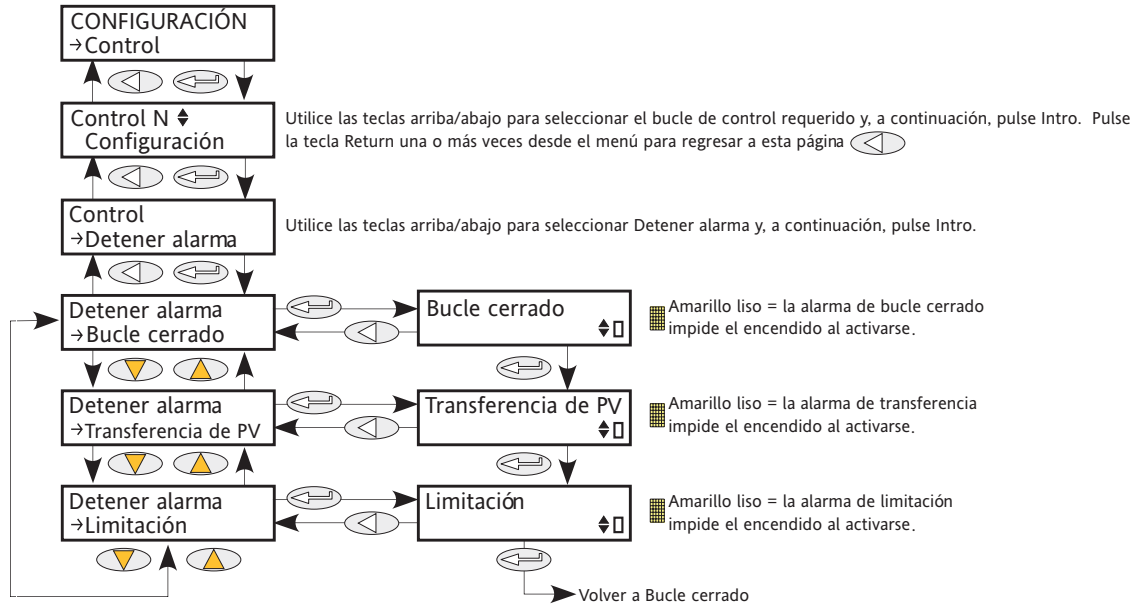 CONFIGURACIÓN
→Control
Control N
Configuración
Utilice las teclas arriba/abajo para seleccionar el bucle de control requerido y, a continuación, pulse Intro. Pulse
la tecla Return una o más veces desde el menú para regresar a esta página
Control
→Detener alarma
Utilice las teclas arriba/abajo para seleccionar Detener alarma y, a continuación, pulse Intro.
Detener alarma
→Bucle cerrado
Bucle cerrado
Amarillo liso = la alarma de bucle cerrado
impide el encendido al activarse.
Detener alarma
→Transferencia de PV
Transferencia de PV
Amarillo liso = la alarma de transferencia
impide el encendido al activarse.
Detener alarma
→Limitación
Limitación
Amarillo liso = la alarma de limitación
impide el encendido al activarse.
Volver a Bucle cerrado